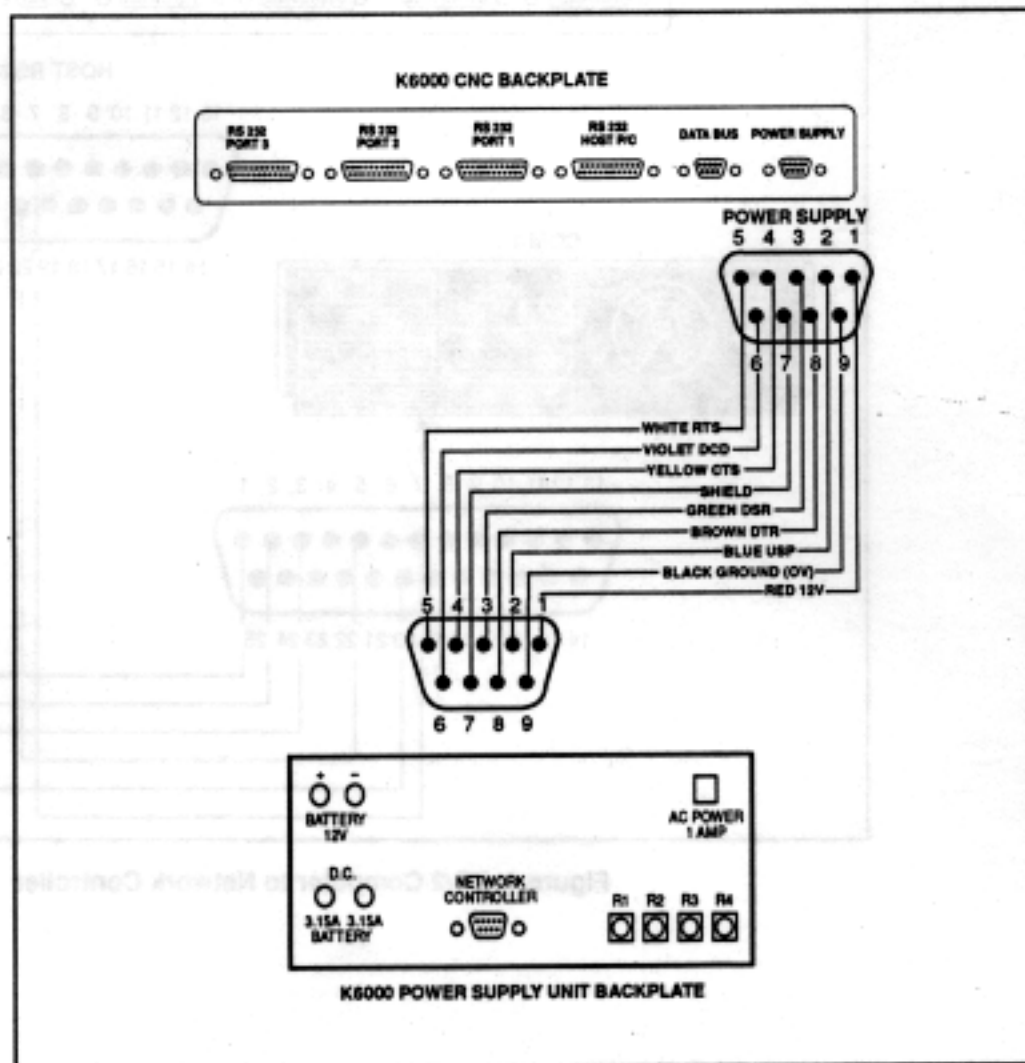 K6000 CNC BACKPLATE
RS 232 PORT 3
RS 232 PORT 2
RS 232 PORT 1
RS 232 HOST P/C
DATA BUS
POWER SUPPLY
POWER SUPPLY
5 4 3 2 1
6 7 8 9
WHITE RTS
VIOLET DCD
YELLOW CTS
SHIELD
GREEN DSR
BROWN DTR
BLUE USP
BLACK GROUND (OV)
RED 12V
5 4 3 2 1
6 7 8 9
+ -
BATTERY
12V
AC POWER
1 AMP
D.C.
3.15A 3.15A
BATTERY
NETWORK
CONTROLLER
R1 R2 R3 R4
K6000 POWER SUPPLY UNIT BACKPLATE